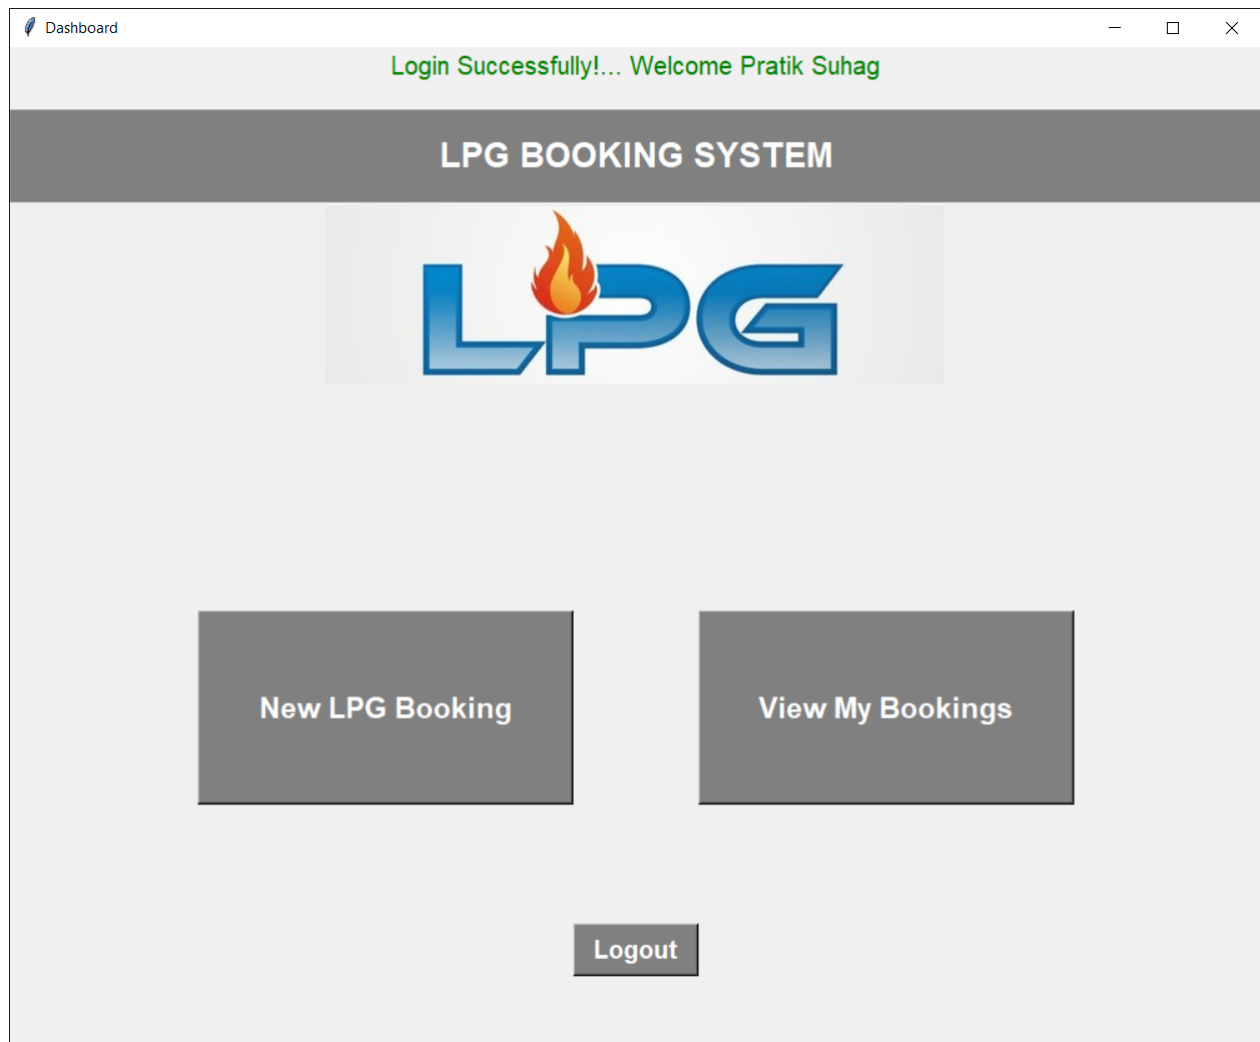 Dashboard
Login Successfully!... Welcome Pratik Suhag
LPG BOOKING SYSTEM
LPG
New LPG Booking
View My Bookings
Logout